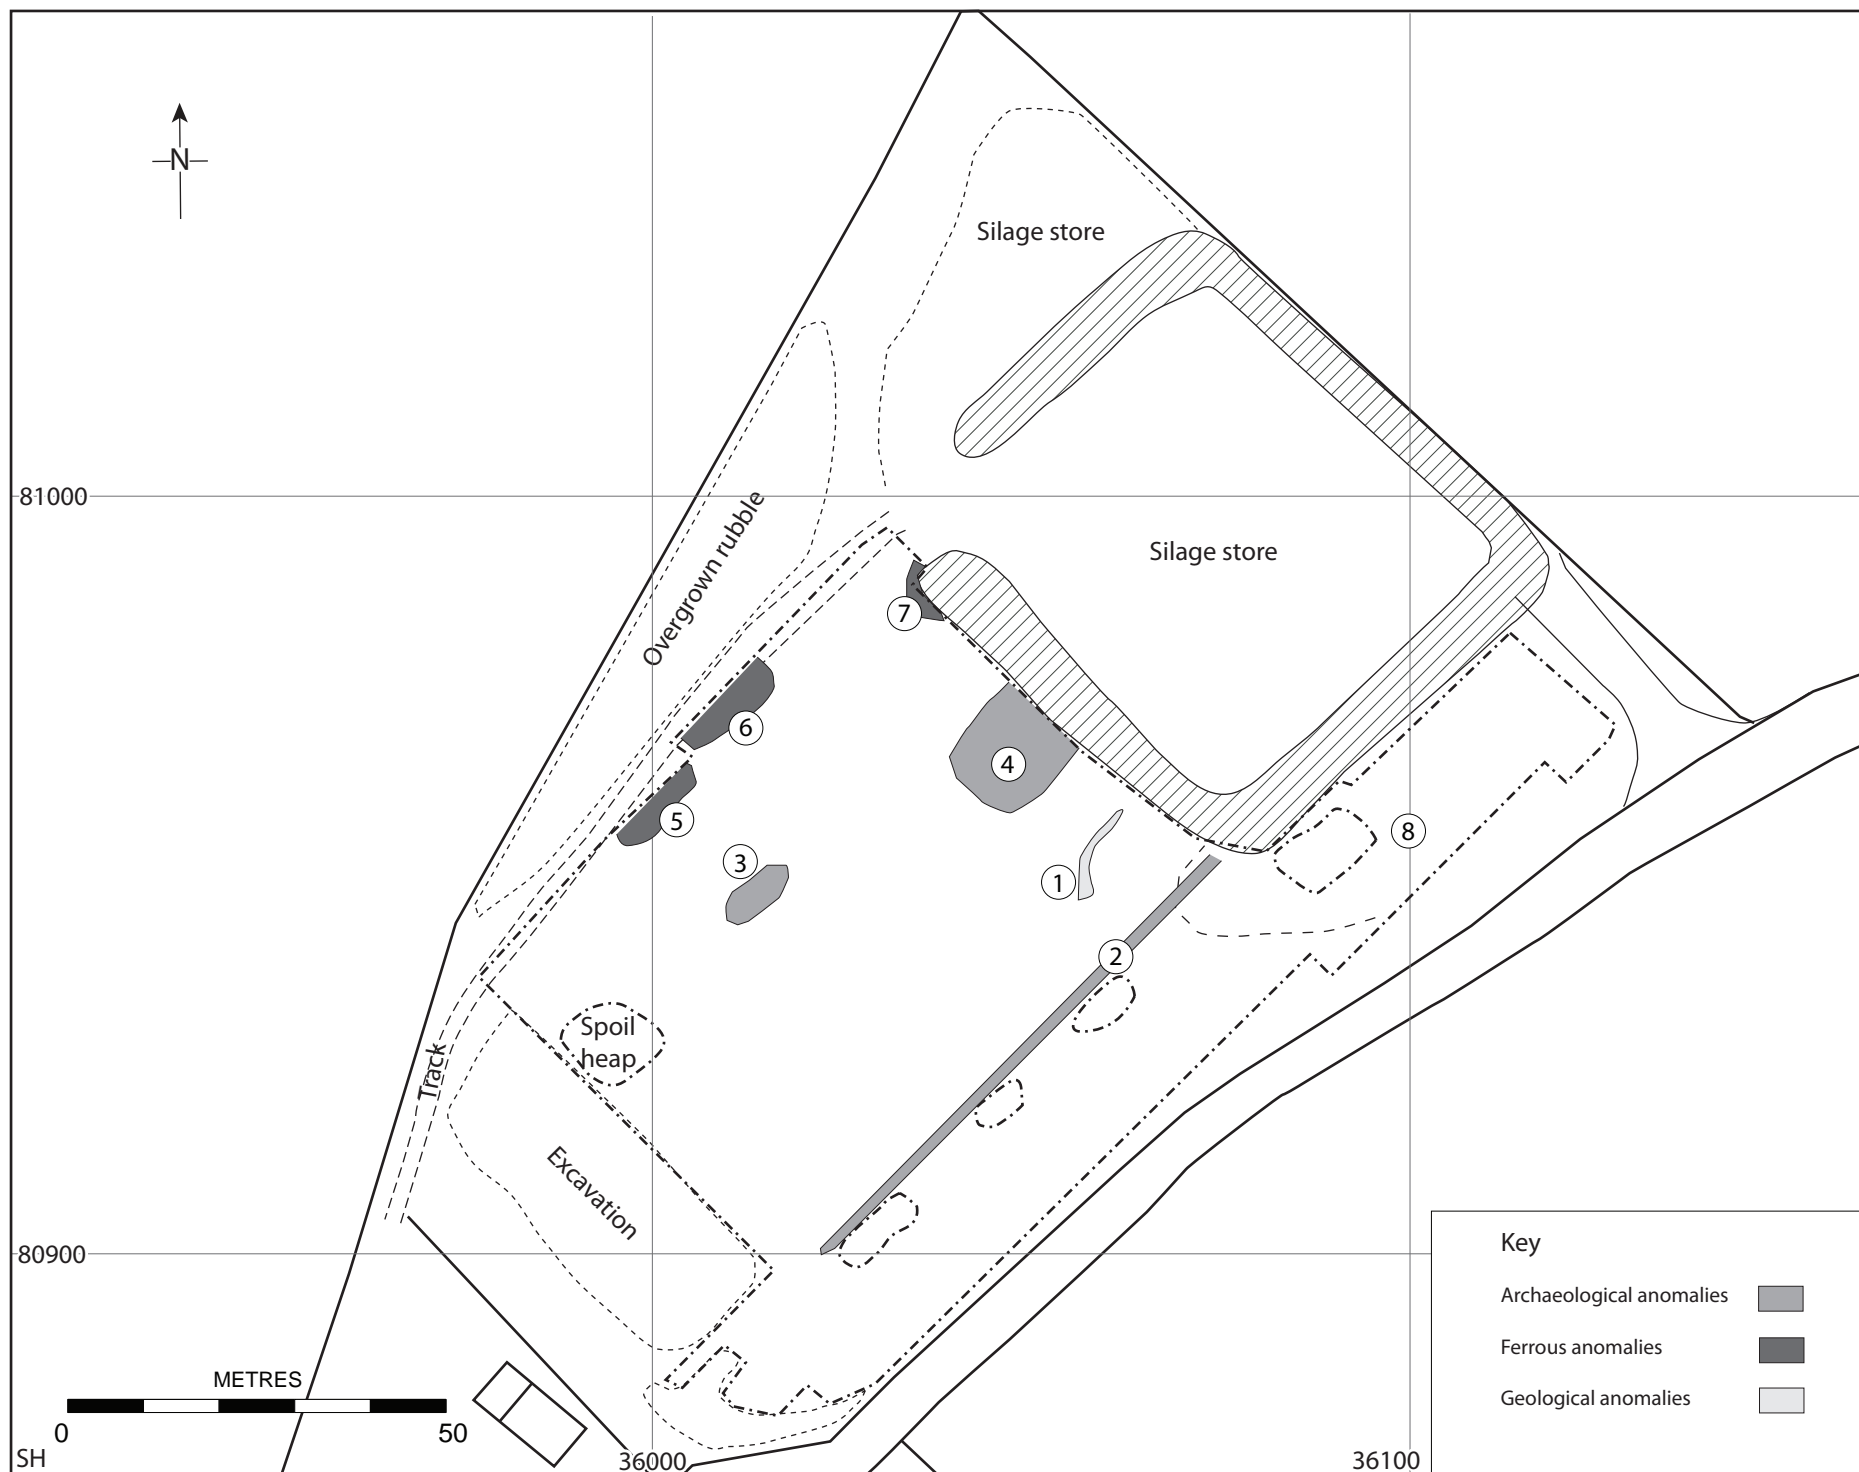 N
Silage store
81000
Overgrown rubble
Silage store
7
6
4
5
8
3
1
2
Spoil
heap
Track
Excavation
80900
Key
Archaeological anomalies
Ferrous anomalies
Geological anomalies
METRES
0
50
SH
36000
36100